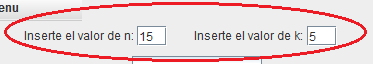 enu
Inserte el valor de n: 15 Inserte el valor de k: 5